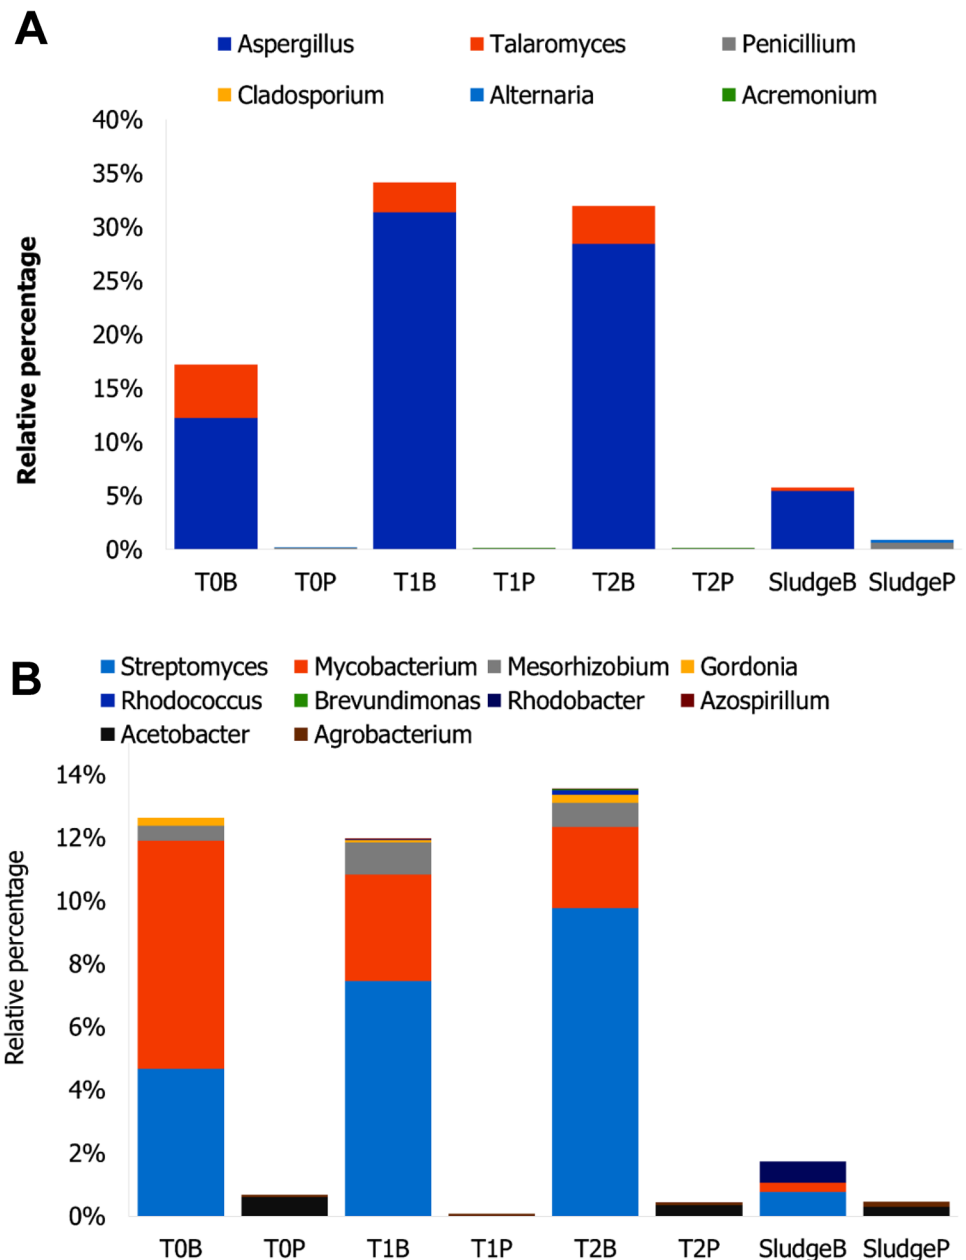 A
Aspergillus Talaromyces Penicillium
Cladosporium Alternaria Acremonium
40%
35%
30%
25%
20%
15%
10%
5%
0%
Relative percentage
T0B T0P T1B T1P T2B T2P SludgeB SludgeP
B
Streptomyces Mycobacterium Mesorhizobium Gordonia
Rhodococcus Brevundimonas Rhodobacter Azospirillum
Acetobacter Agrobacterium
14%
12%
10%
8%
6%
4%
2%
0%
Relative percentage
T0B T0P T1B T1P T2B T2P SludgeB SludgeP